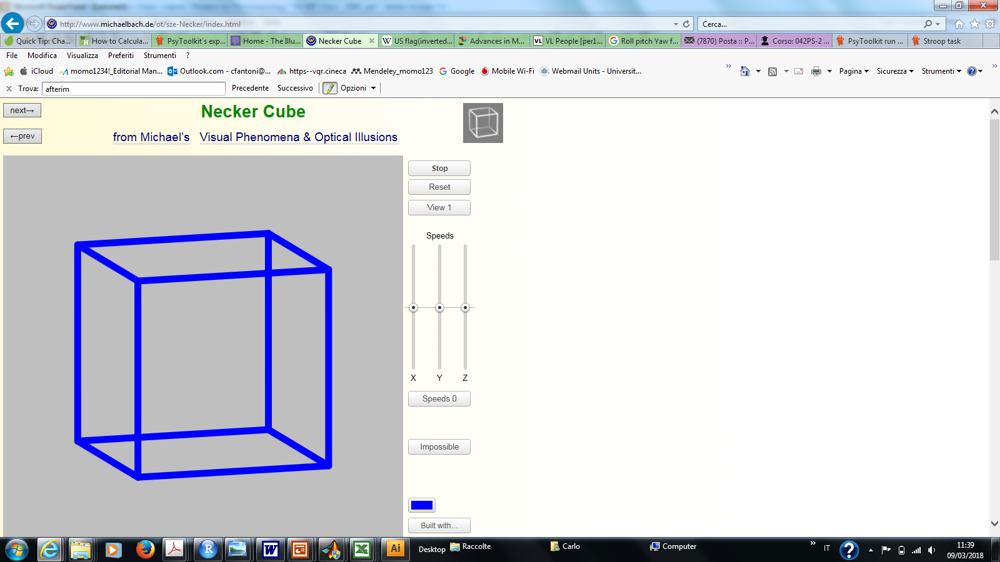 http://www.michaelbach.de/ot/sze-Necker/index.html
Cerca...
Quick Tip: Cha...
How to Calcula...
PsyToolkit's exp...
Home - The Illu...
Necker Cube
US flag(inverted...
Advances in M...
VL People [per1...
Roll pitch Yaw f...
(7870) Posta :: P...
Corso: 042PS-2 ...
PsyToolkit run ...
Stroop task
File Modifica Visualizza Preferiti Strumenti ?
iCloud
momo1234!_Editorial Man...
Outlook.com - cfantoni@...
https--vqr.cineca
Mendeley_momo123
Google
Mobile Wi-Fi
Webmail Units - Universit...
Pagina
Sicurezza
Strumenti
Trova: afterim Precedente Successivo Opzioni
next→
Necker Cube
←prev
from Michael's Visual Phenomena & Optical Illusions
Stop
Reset
View 1
Speeds
X Y Z
Speeds 0
Impossible
Built with...
W
R
Ai
Desktop
Raccolte
Carlo
Computer
IT
11:39
09/03/2018